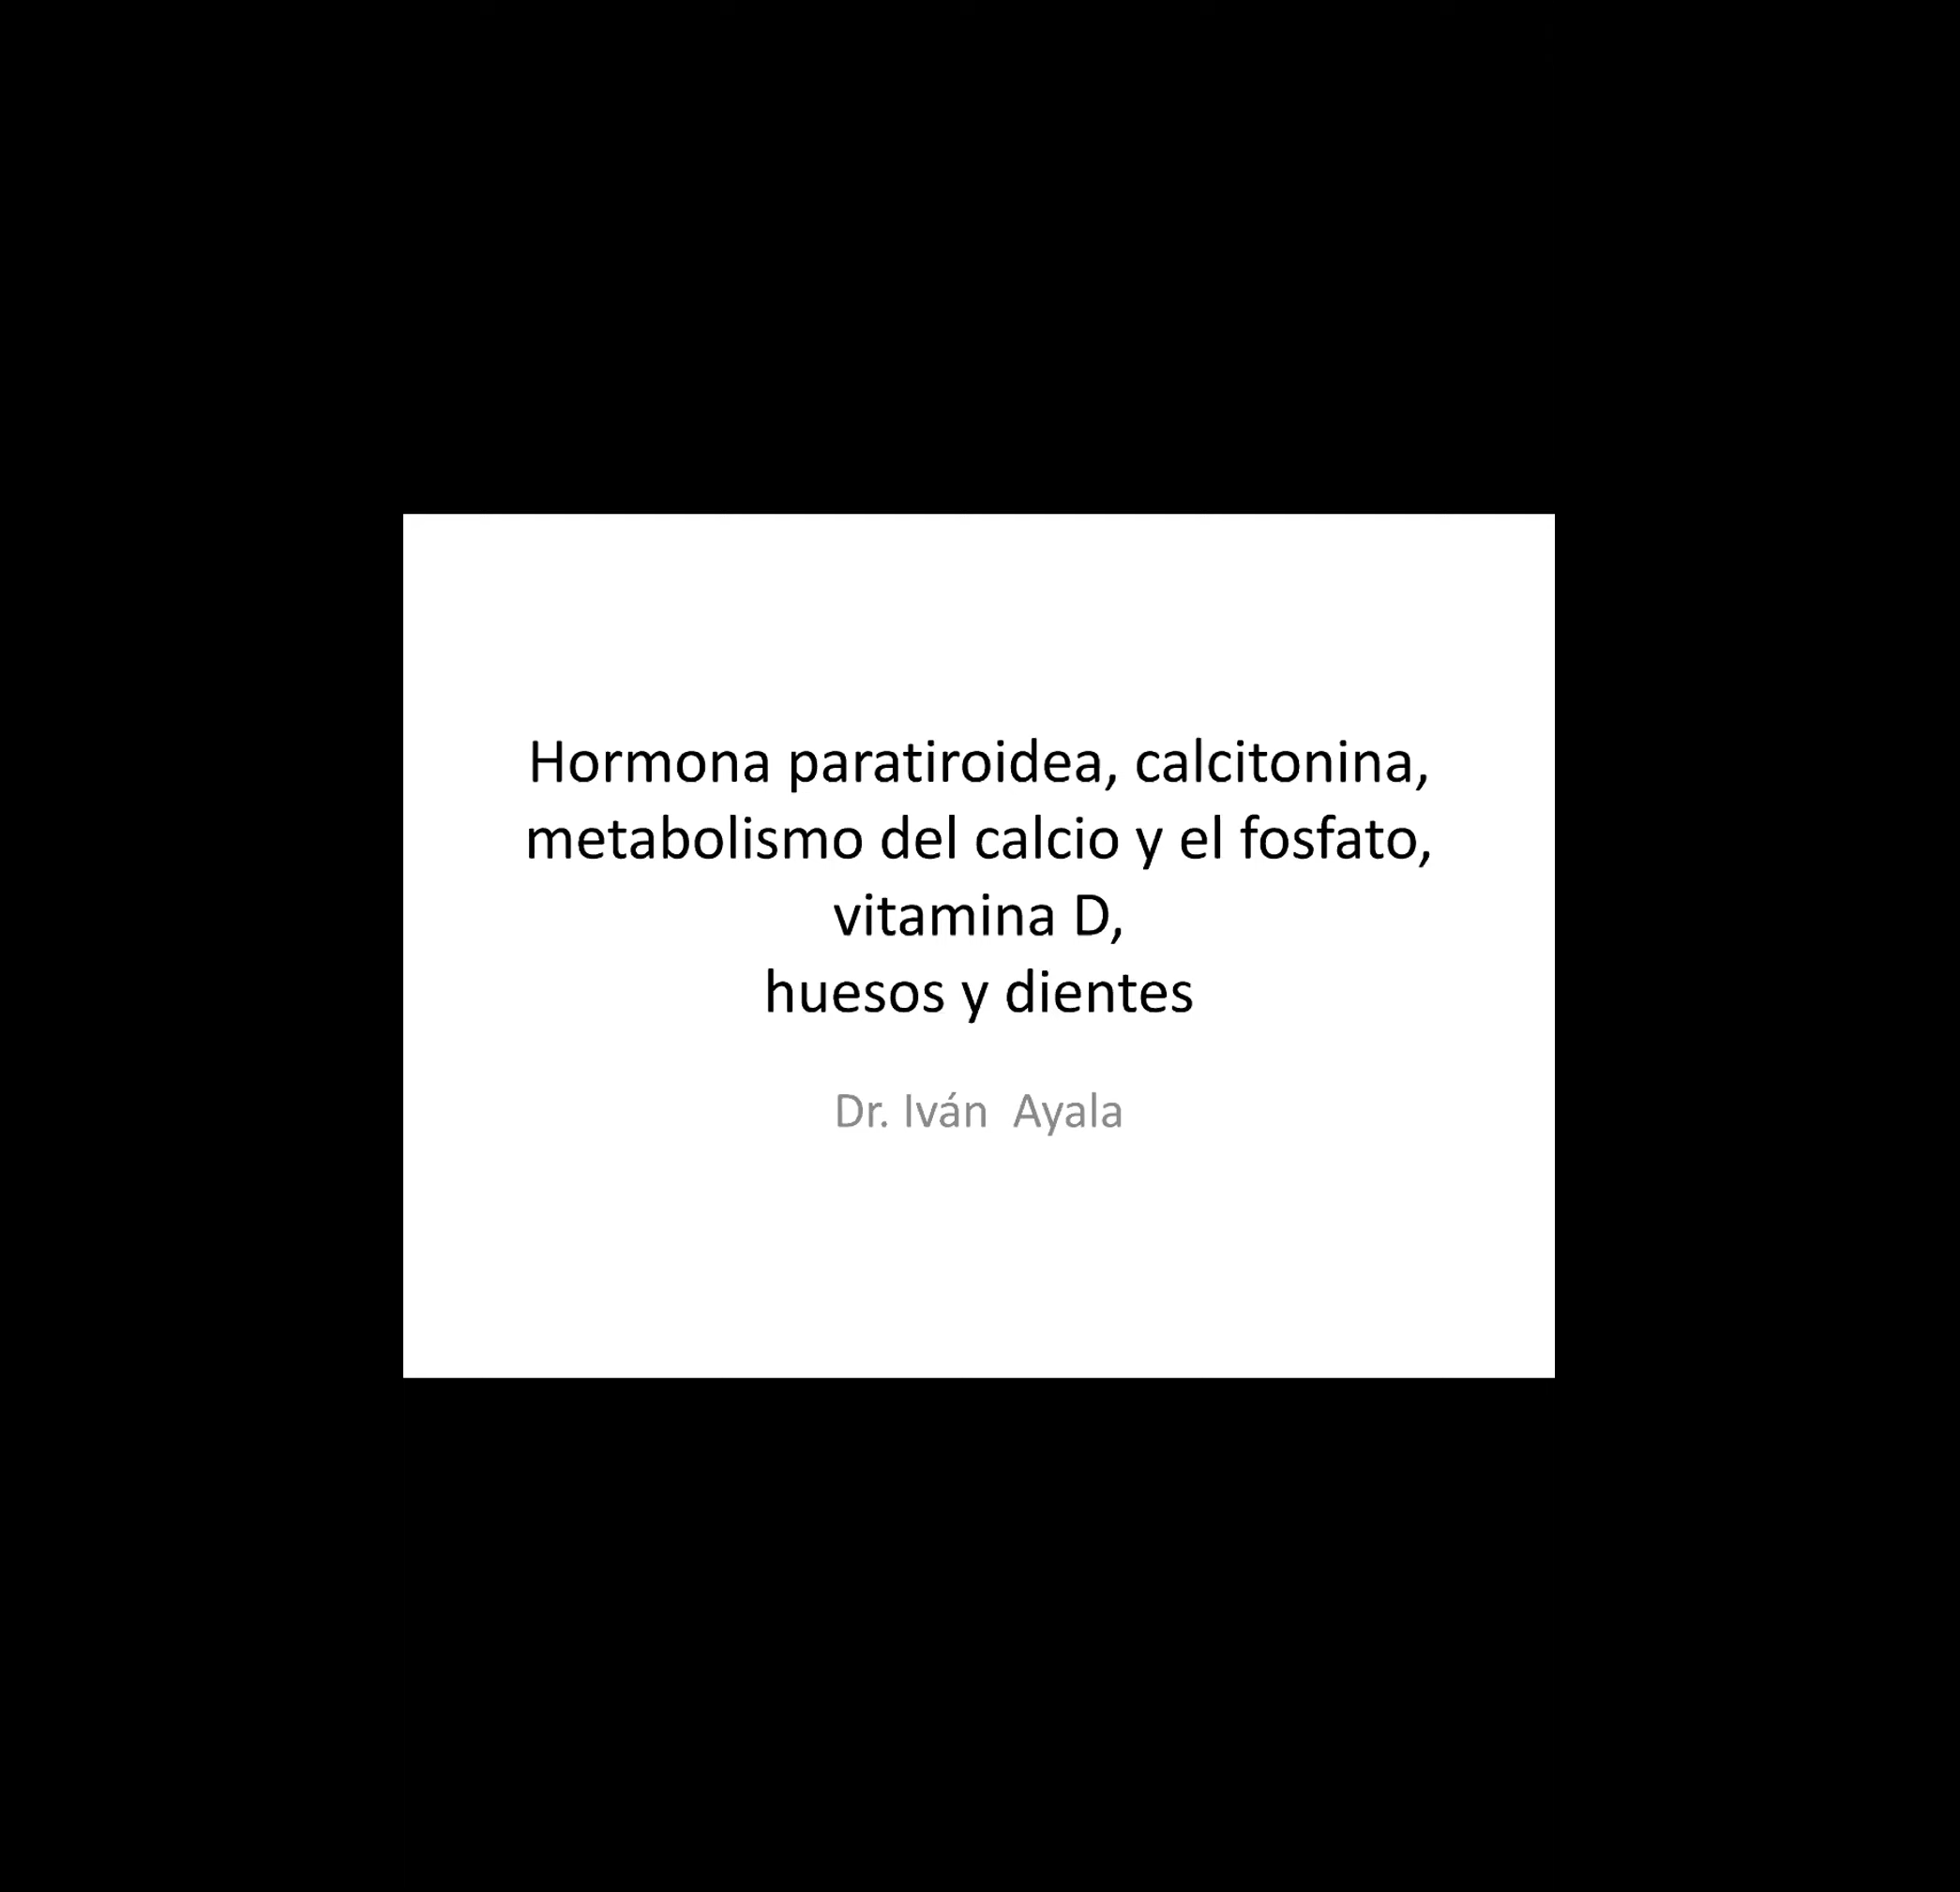 Hormona paratiroidea, calcitonina,
metabolismo del calcio y el fosfato,
vitamina D,
huesos y dientes
Dr. Iván  Ayala